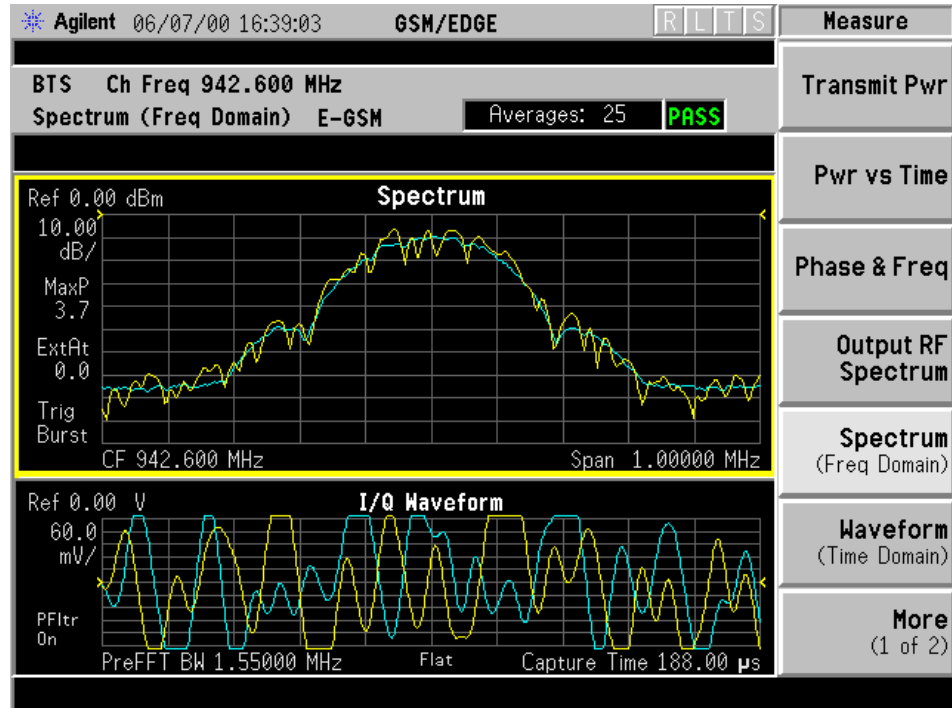 Agilent 06/07/00 16:39:03 GSM/EDGE R L T S
Measure
BTS Ch Freq 942.600 MHz
Spectrum (Freq Domain) E-GSM Averages: 25 PASS
Transmit Pwr
Pwr vs Time
Phase & Freq
Output RF
Spectrum
Spectrum
(Freq Domain)
Waveform
(Time Domain)
More
(1 of 2)
Ref 0.00 dBm Spectrum
10.00
dB/
MaxP
3.7
ExtAt
0.0
Trig
Burst
CF 942.600 MHz Span 1.00000 MHz
Ref 0.00 V I/Q Waveform
60.0
mV/
PFltr
On
PreFFT BW 1.55000 MHz Flat Capture Time 188.00 µs